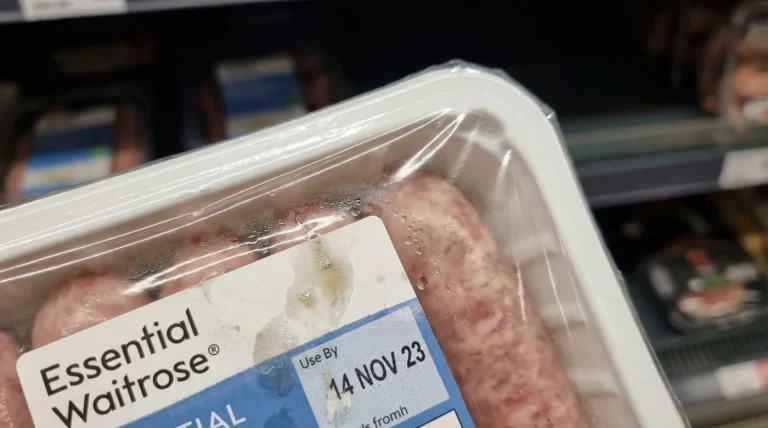 Essential
Waitrose®
Use By
14 NOV 23